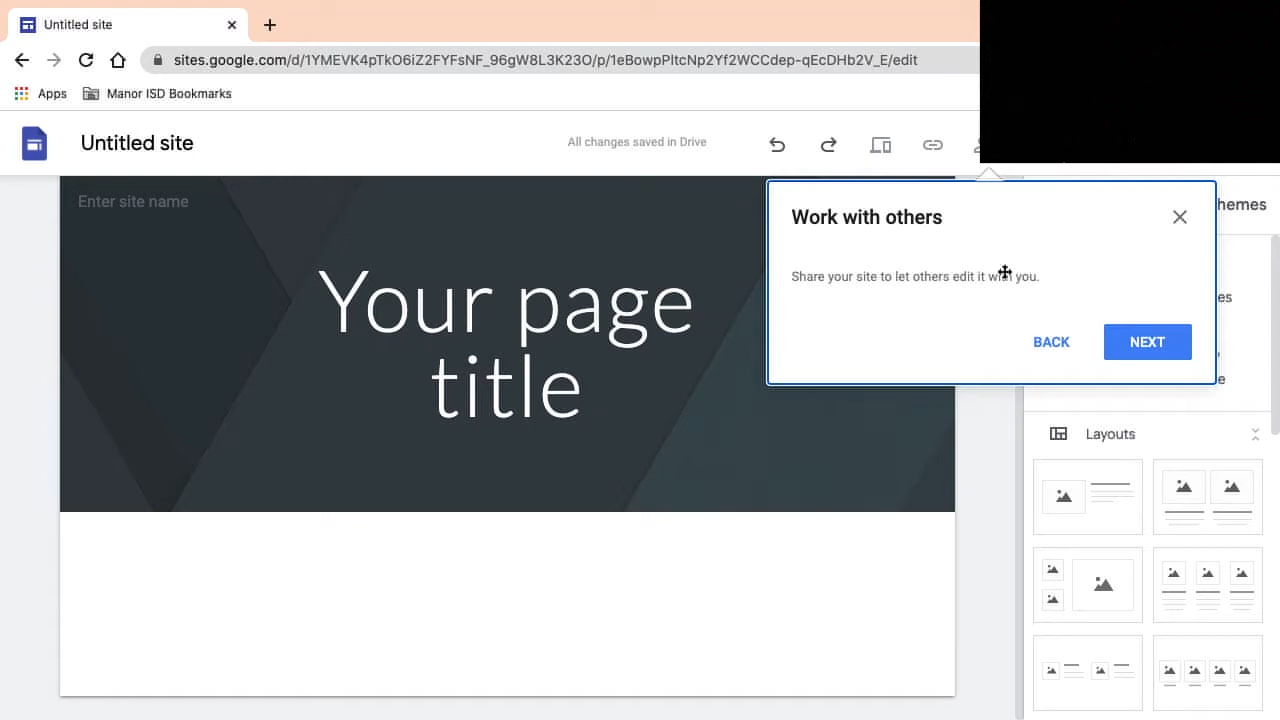 Untitled site
sites.google.com/d/1YMEVK4pTkO6iZ2FYFsNF_96gW8L3K23O/p/1eBowpPltcNp2Yf2WCCdep-qEcDHb2V_E/edit
Apps
Manor ISD Bookmarks
Untitled site
All changes saved in Drive
Enter site name
Your page
title
Work with others
Share your site to let others edit it with you.
BACK
NEXT
hemes
es
e
Layouts